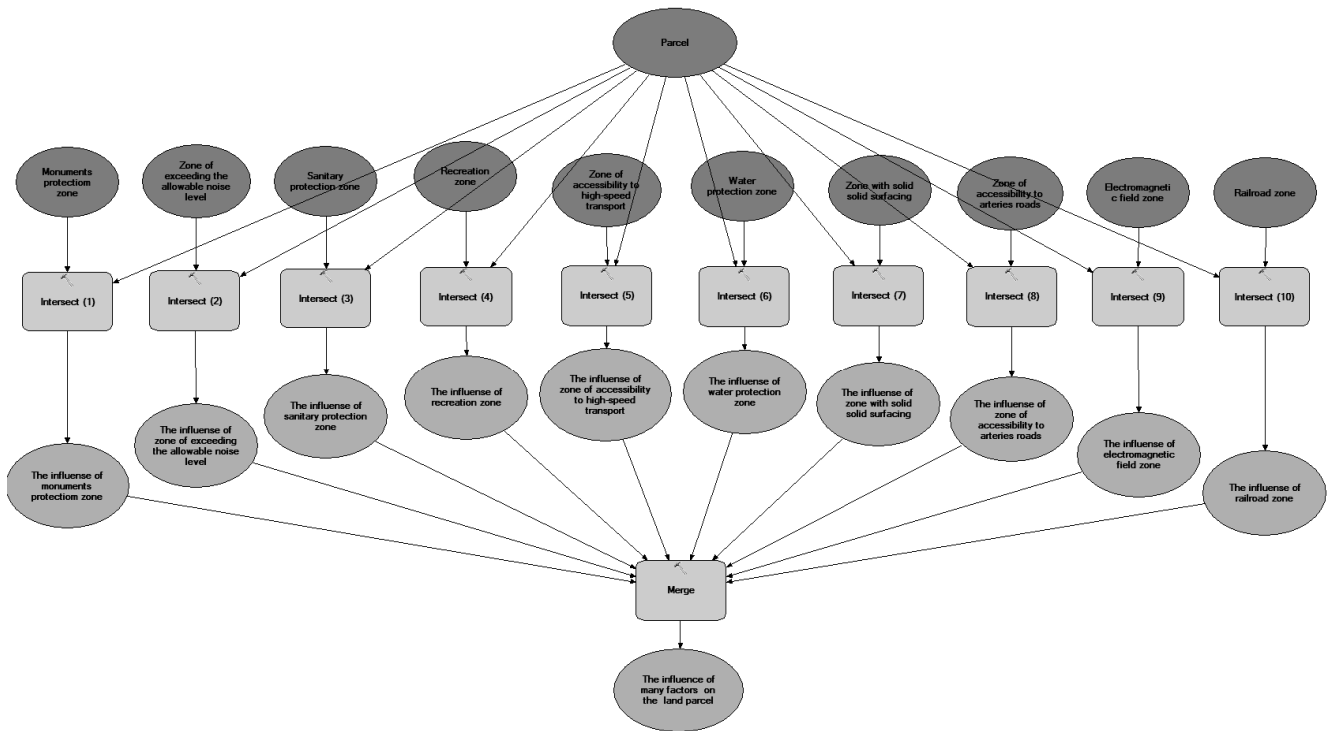 Parcel
Monuments
protectiom
zone
Zone of
exceeding the
allowable noise
level
Sanitary
protection zone
Recreation
zone
Zone of
accessibility to
high-speed
transport
Water
protection zone
Zone with solid
solid surfacing
Zone of
accessibility to
arteries roads
Electromagneti
c field zone
Railroad zone
Intersect (1)
Intersect (2)
Intersect (3)
Intersect (4)
Intersect (5)
Intersect (6)
Intersect (7)
Intersect (8)
Intersect (9)
Intersect (10)
The influense of
monuments
protectiom zone
The influense of
zone of exceeding
the allowable noise
level
The influense of
sanitary protection
zone
The influense of
recreation zone
The influense of
zone of accessibility
to high-speed
transport
The influense of
water protection
zone
The influense of
zone with solid
solid surfacing
The influense of
zone of
accessibility to
arteries roads
The influense of
electromagnetic
field zone
The influense of
railroad zone
Merge
The influence of
many factors on
the land parcel